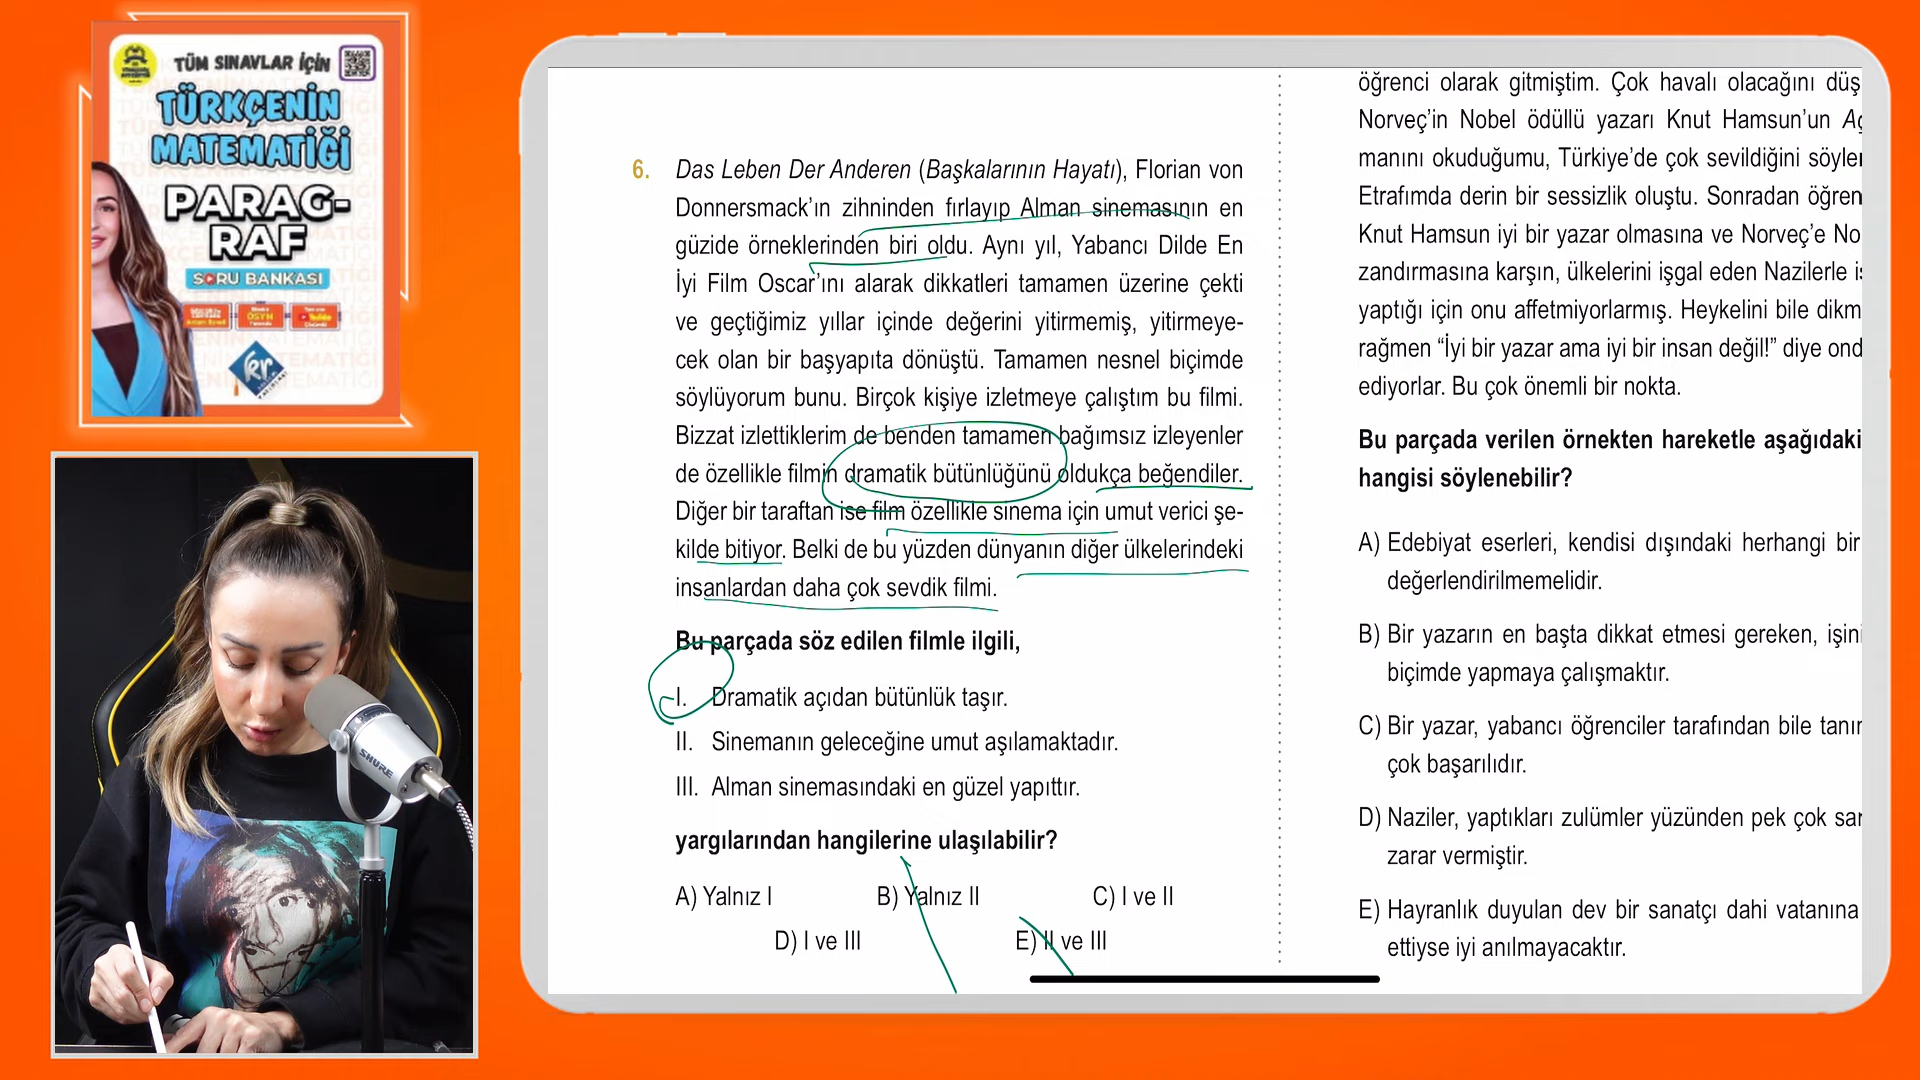 TÜM SINAVLAR İÇİN
TÜRKÇENİN
MATEMATİĞİ
PARAG-
RAF
SORU BANKASI
SHURE
6. Das Leben Der Anderen (Başkalarının Hayatı), Florian von
Donnersmack’ın zihninden fırlayıp Alman sinemasının en
güzide örneklerinden biri oldu. Aynı yıl, Yabancı Dilde En
İyi Film Oscar’ını alarak dikkatleri tamamen üzerine çekti
ve geçtiğimiz yıllar içinde değerini yitirmemiş, yitirmeye-
cek olan bir başyapıta dönüştü. Tamamen nesnel biçimde
söylüyorum bunu. Birçok kişiye izletmeye çalıştım bu filmi.
Bizzat izlettiklerim de benden tamamen bağımsız izleyenler
de özellikle filmin dramatik bütünlüğünü oldukça beğendiler.
Diğer bir taraftan ise film özellikle sinema için umut verici şe-
kilde bitiyor. Belki de bu yüzden dünyanın diğer ülkelerindeki
insanlardan daha çok sevdik filmi.
Bu parçada söz edilen filmle ilgili,
I. Dramatik açıdan bütünlük taşır.
II. Sinemanın geleceğine umut aşılamaktadır.
III. Alman sinemasındaki en güzel yapıttır.
yargılarından hangilerine ulaşılabilir?
A) Yalnız I B) Yalnız II C) I ve II
D) I ve III E) II ve III
öğrenci olarak gitmiştim. Çok havalı olacağını düş
Norveç’in Nobel ödüllü yazarı Knut Hamsun’un Aç
manını okuduğumu, Türkiye’de çok sevildiğini söyler
Etrafımda derin bir sessizlik oluştu. Sonradan öğren
Knut Hamsun iyi bir yazar olmasına ve Norveç’e No
zandırmasına karşın, ülkelerini işgal eden Nazilerle iş
yaptığı için onu affetmiyorlarmış. Heykelini bile dikm
rağmen “İyi bir yazar ama iyi bir insan değil!” diye ond
ediyorlar. Bu çok önemli bir nokta.
Bu parçada verilen örnekten hareketle aşağıdaki
hangisi söylenebilir?
A) Edebiyat eserleri, kendisi dışındaki herhangi bir
değerlendirilmemelidir.
B) Bir yazarın en başta dikkat etmesi gereken, işini
biçimde yapmaya çalışmaktır.
C) Bir yazar, yabancı öğrenciler tarafından bile tanır
çok başarılıdır.
D) Naziler, yaptıkları zulümler yüzünden pek çok sar
zarar vermiştir.
E) Hayranlık duyulan dev bir sanatçı dahi vatanına
ettiyse iyi anılmayacaktır.